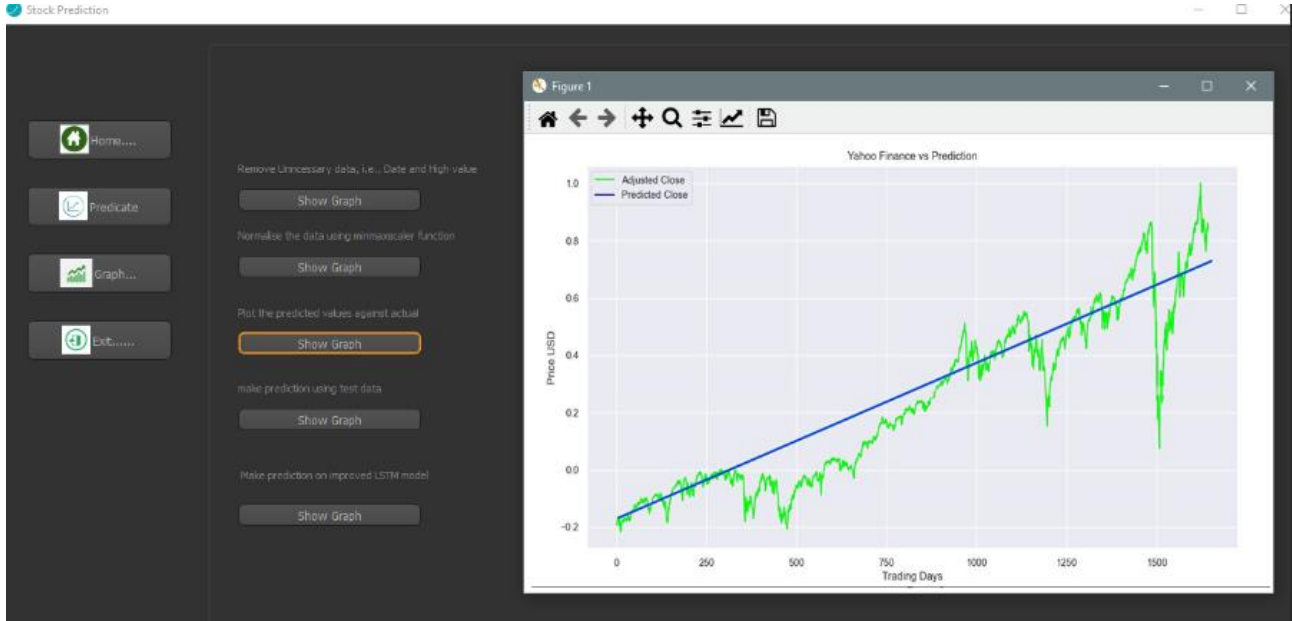 Stock Prediction
Home....
Predicate
Graph...
Exit......
Remove Unncessary data, i.e., Date and High value
Show Graph
Normalise the data using minmaxscaler function
Show Graph
Plot the predicted values against actual
Show Graph
make prediction using test data
Show Graph
Make prediction on improved LSTM model
Show Graph
Figure 1
Yahoo Finance vs Prediction
Adjusted Close
Predicted Close
Price USD
1.0
0.8
0.6
0.4
0.2
0.0
-0.2
0 250 500 750 1000 1250 1500
Trading Days